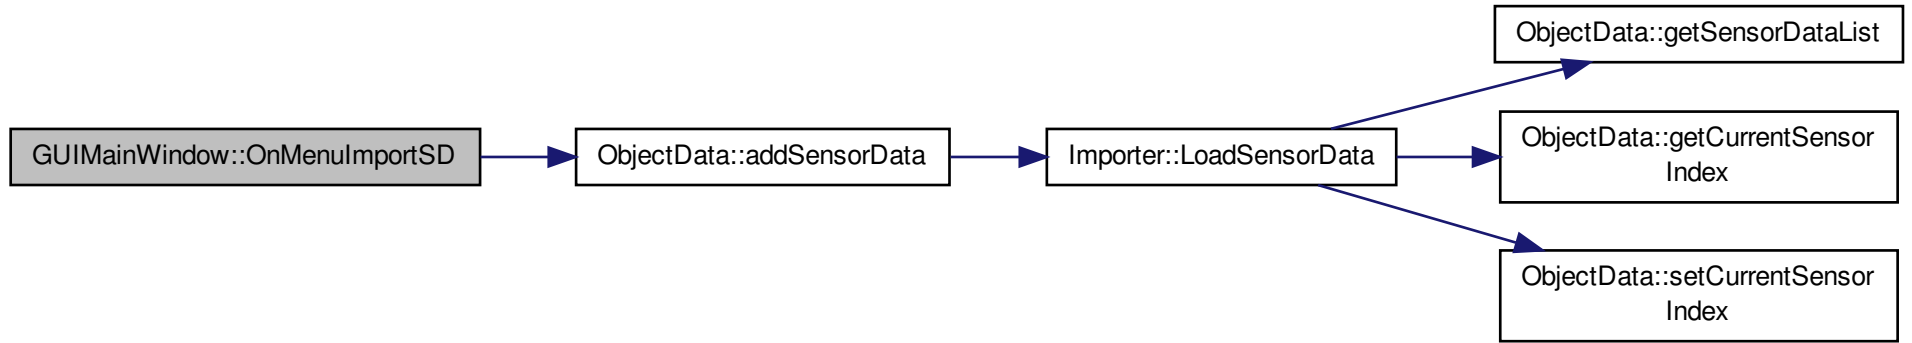 GUIMainWindow::OnMenuImportSD
ObjectData::addSensorData
Importer::LoadSensorData
ObjectData::getSensorDataList
ObjectData::getCurrentSensor
Index
ObjectData::setCurrentSensor
Index